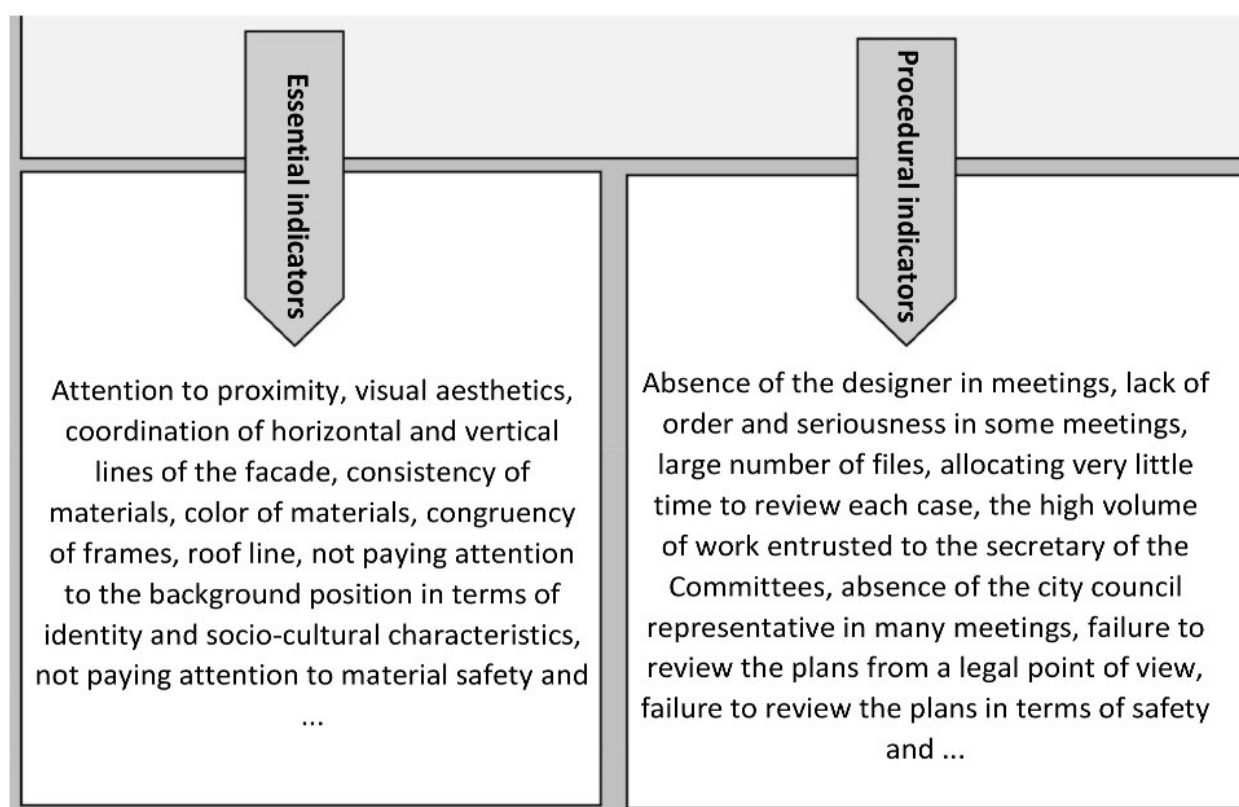 Essential indicators
Attention to proximity, visual aesthetics,
coordination of horizontal and vertical
lines of the facade, consistency of
materials, color of materials, congruency
of frames, roof line, not paying attention
to the background position in terms of
identity and socio-cultural characteristics,
not paying attention to material safety and
...
Procedural indicators
Absence of the designer in meetings, lack of
order and seriousness in some meetings,
large number of files, allocating very little
time to review each case, the high volume
of work entrusted to the secretary of the
Committees, absence of the city council
representative in many meetings, failure to
review the plans from a legal point of view,
failure to review the plans in terms of safety
and ...